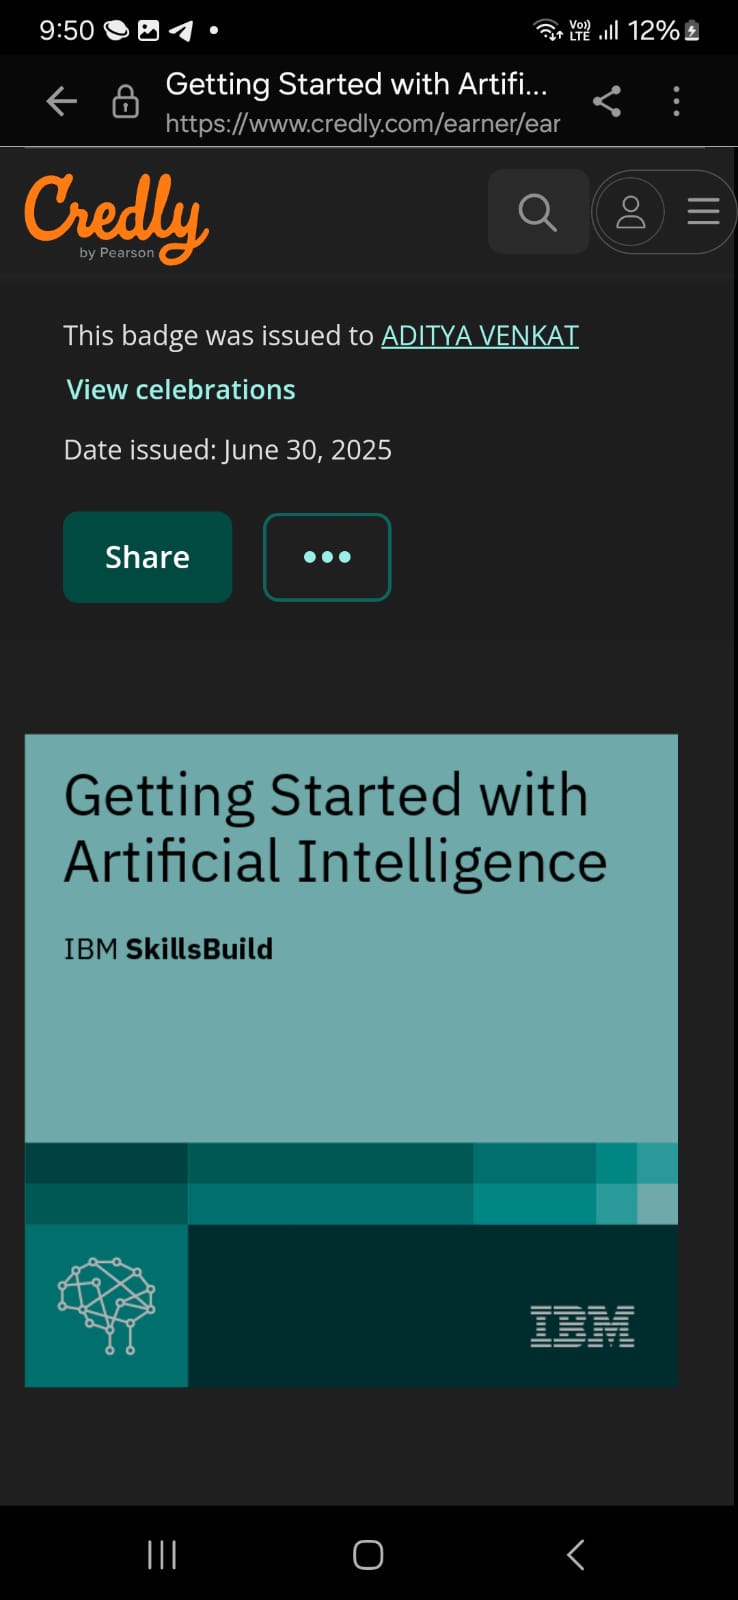 9:50
Vo))
LTE
12%
Getting Started with Artifi...
https://www.credly.com/earner/ear
Credly
by Pearson
This badge was issued to ADITYA VENKAT
View celebrations
Date issued: June 30, 2025
Share
Getting Started with
Artificial Intelligence
IBM SkillsBuild
IBM